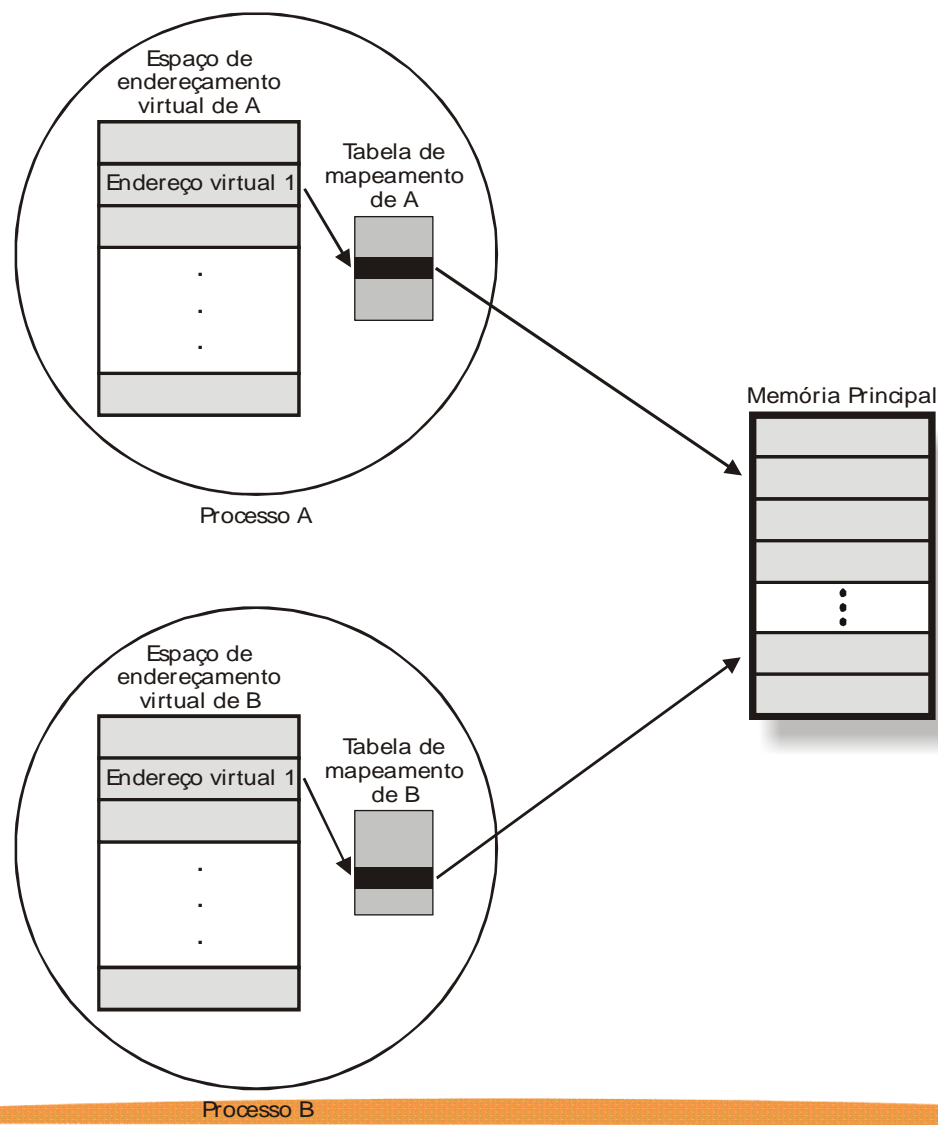 Espaço de
endereçamento
virtual de A
Endereço virtual 1
.
.
.
Tabela de
mapeamento
de A
Processo A
Memória Principal
Espaço de
endereçamento
virtual de B
Endereço virtual 1
.
.
.
Tabela de
mapeamento
de B
Processo B